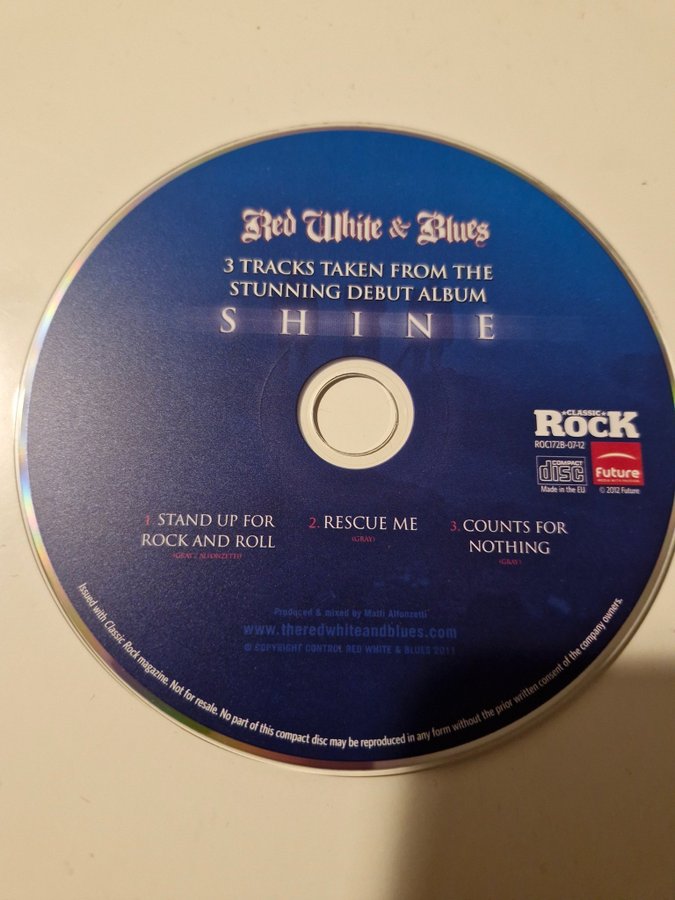 Red White & Blues
3 TRACKS TAKEN FROM THE
STUNNING DEBUT ALBUM
SHINE
CLASSIC
ROCK
ROC172B-07-12
COMPACT
disc
Made in the EU
Future
© 2012 Future
1. STAND UP FOR
ROCK AND ROLL
(GRAY / ALFONZETTI)
2. RESCUE ME
(GRAY)
3. COUNTS FOR
NOTHING
(GRAY)
Produced & mixed by Matti Alfonzetti
www.theredwhiteandblues.com
© COPYRIGHT CONTROL RED WHITE & BLUES 2011
Issued with Classic Rock magazine. Not for resale. No part of this compact disc may be reproduced in any form without the prior written consent of the company owners.